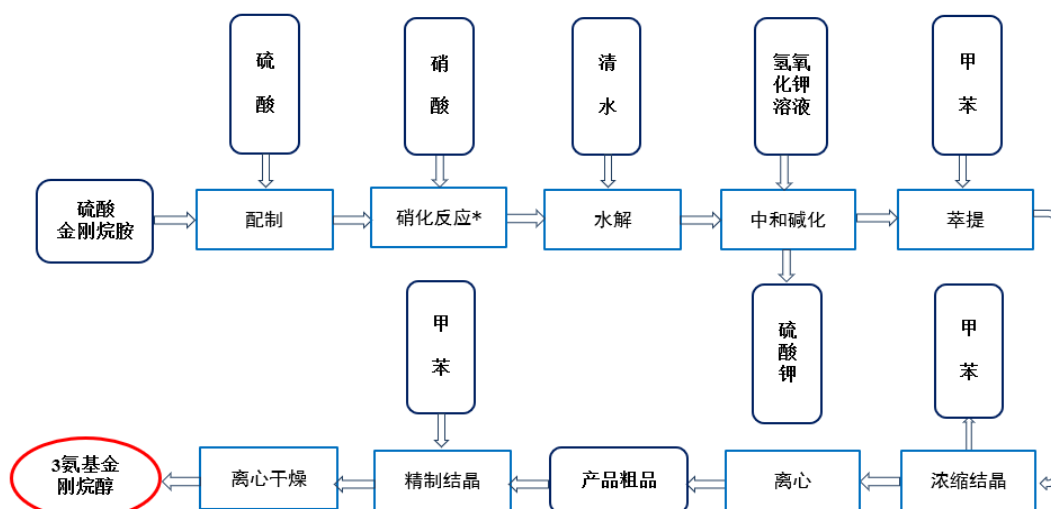 硫
酸
硝
酸
清
水
氢氧
化钾
溶液
甲
苯
硫酸
金刚烷胺
配制
硝化反应*
水解
中和碱化
萃提
甲
苯
硫
酸
钾
甲
苯
3氨基金
刚烷醇
离心干燥
精制结晶
产品粗品
离心
浓缩结晶